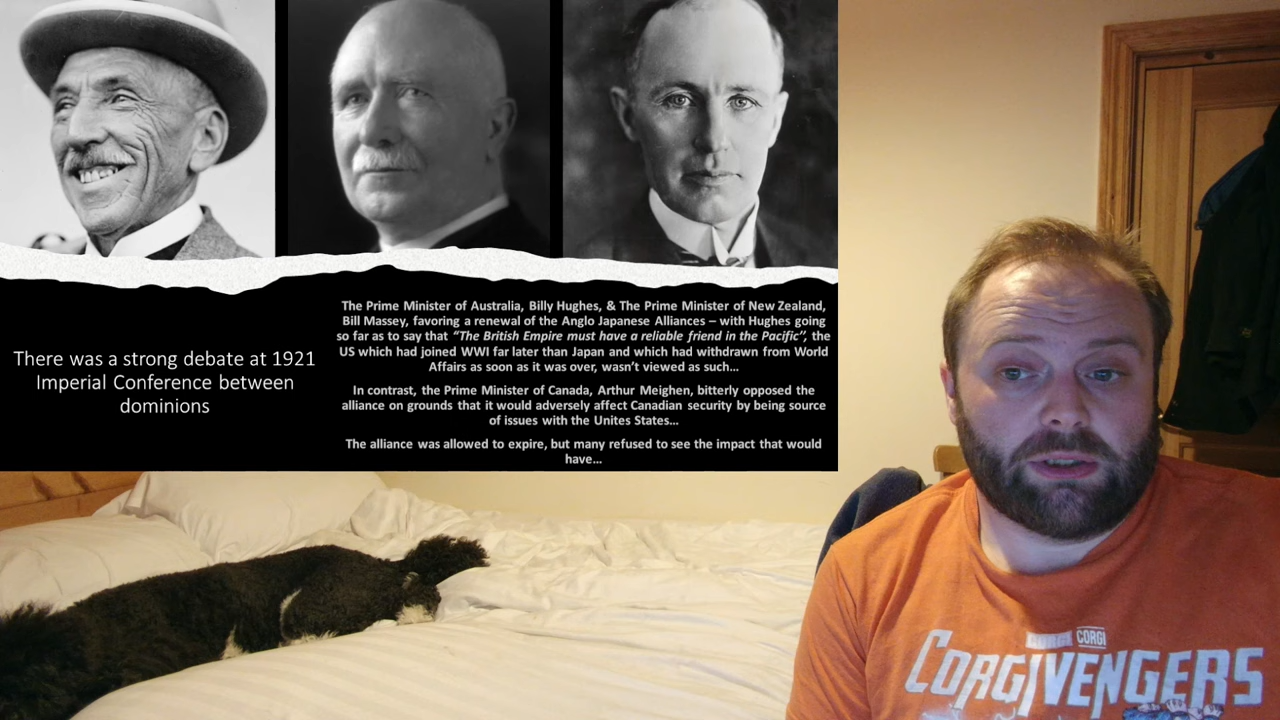 There was a strong debate at 1921
Imperial Conference between
dominions
The Prime Minister of Australia, Billy Hughes, & The Prime Minister of New Zealand,
Bill Massey, favoring a renewal of the Anglo Japanese Alliances – with Hughes going
so far as to say that “The British Empire must have a reliable friend in the Pacific”, the
US which had joined WWI far later than Japan and which had withdrawn from World
Affairs as soon as it was over, wasn’t viewed as such…
In contrast, the Prime Minister of Canada, Arthur Meighen, bitterly opposed the
alliance on grounds that it would adversely affect Canadian security by being source
of issues with the Unites States…
The alliance was allowed to expire, but many refused to see the impact that would
have…
CORGI
CORGIVENGERS